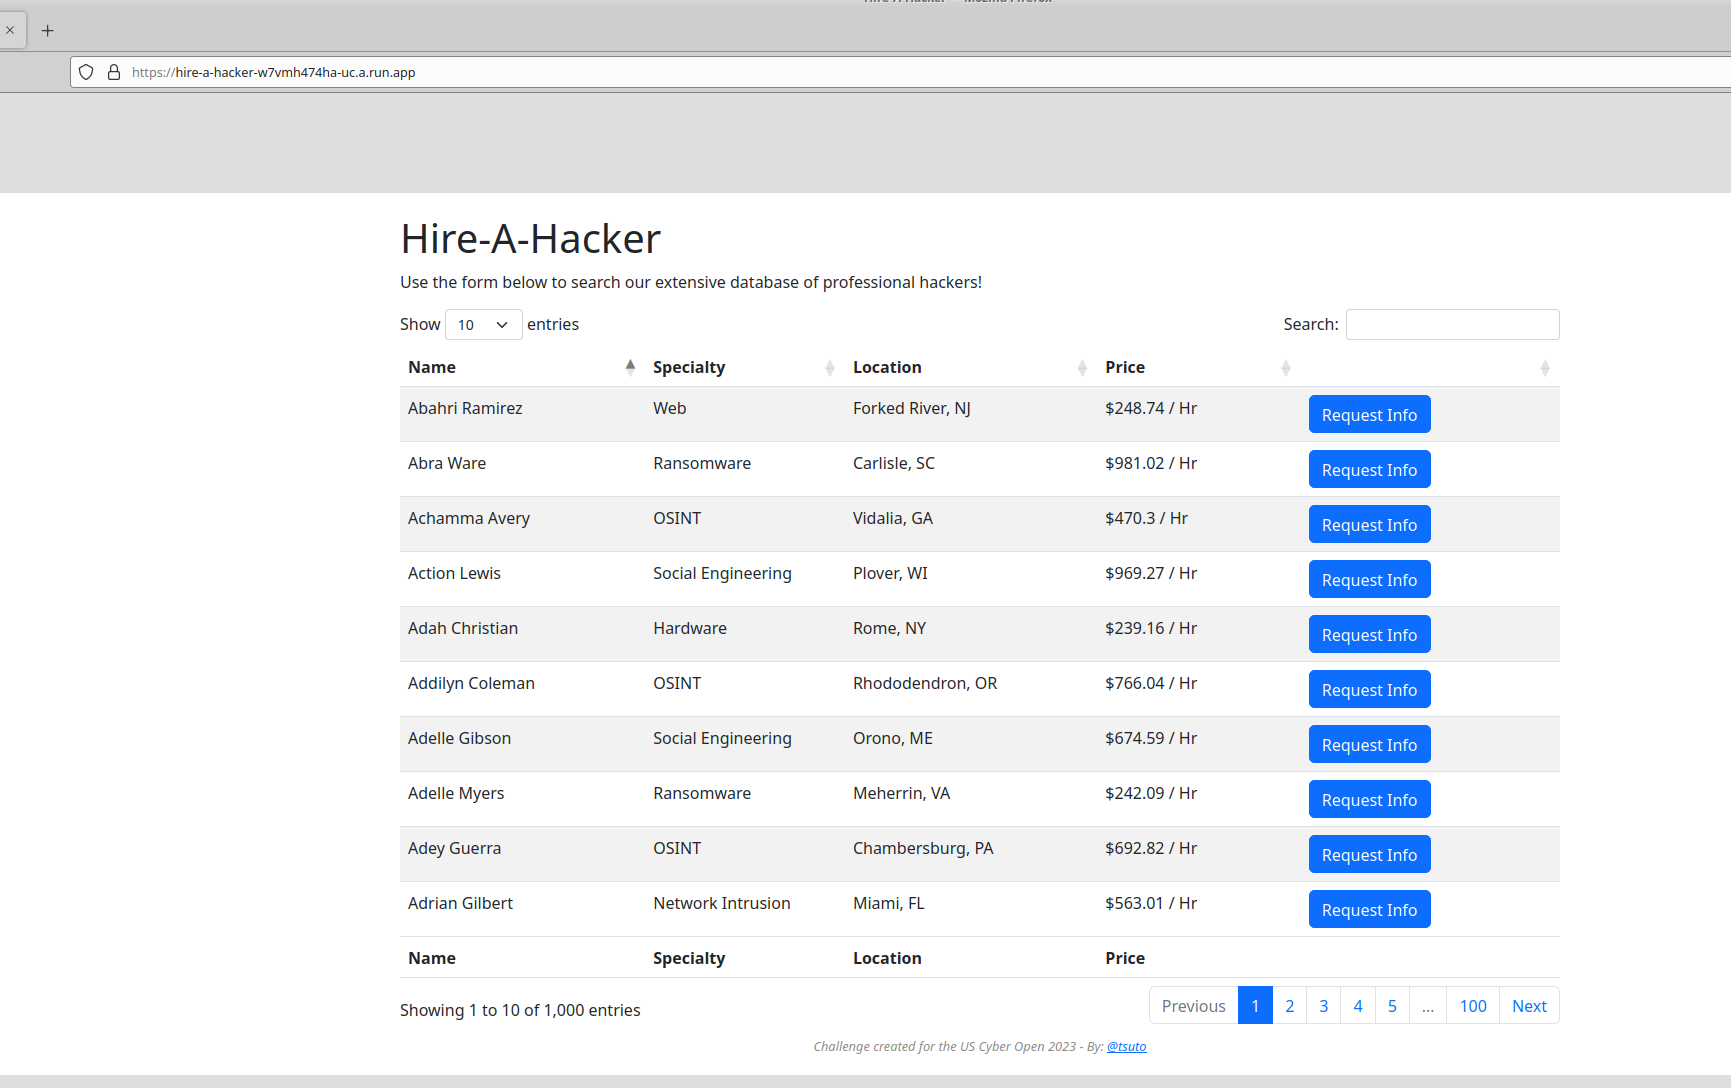 https://hire-a-hacker-w7vmh474ha-uc.a.run.app
Hire-A-Hacker
Use the form below to search our extensive database of professional hackers!
Show 10 entries Search:
Name Specialty Location Price
Abahri Ramirez Web Forked River, NJ $248.74 / Hr Request Info
Abra Ware Ransomware Carlisle, SC $981.02 / Hr Request Info
Achamma Avery OSINT Vidalia, GA $470.3 / Hr Request Info
Action Lewis Social Engineering Plover, WI $969.27 / Hr Request Info
Adah Christian Hardware Rome, NY $239.16 / Hr Request Info
Addilyn Coleman OSINT Rhododendron, OR $766.04 / Hr Request Info
Adelle Gibson Social Engineering Orono, ME $674.59 / Hr Request Info
Adelle Myers Ransomware Meherrin, VA $242.09 / Hr Request Info
Adey Guerra OSINT Chambersburg, PA $692.82 / Hr Request Info
Adrian Gilbert Network Intrusion Miami, FL $563.01 / Hr Request Info
Name Specialty Location Price
Showing 1 to 10 of 1,000 entries Previous 1 2 3 4 5 … 100 Next
Challenge created for the US Cyber Open 2023 - By: @tsuto